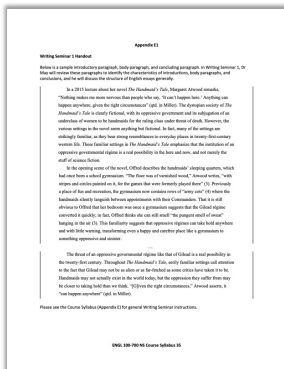 Appendix E1
Writing Seminar 1 Handout
Below is a sample introductory paragraph, body paragraph, and concluding paragraph. In Writing Seminar 1, Dr
May will review these paragraphs to identify the characteristics of introductions, body paragraphs, and
conclusions, and he will discuss the structure of English essays generally.
In a 2015 lecture about her novel The Handmaid's Tale, Margaret Atwood remarks,
"Nothing makes me more nervous than people who say, 'It can't happen here.' Anything can
happen anywhere, given the right circumstances" (qtd. in Millet). The dystopian society of The
Handmaid's Tale is clearly fictional, with its oppressive government and its subjugation of an
underclass of women to be handmaids for the ruling class under threat of death. However, the
various settings in the novel seem anything but fictional. In fact, many of the settings are
strikingly familiar, as they bear strong resemblances to everyday places in twenty-first-century
western life. These familiar settings in The Handmaid's Tale emphasize that the institution of an
oppressive governmental regime is a real possibility in the here and now, and not merely the
stuff of science fiction.
In the opening scene of the novel, Offred describes the handmaids' sleeping quarters, which
had once been a school gymnasium. "The floor was of varnished wood," Atwood writes, "with
stripes and circles painted on it, for the games that were formerly played there" (3). Previously
a place of fun and recreation, the gymnasium now contains rows of "army cots" (4) where the
handmaids silently languish between appointments with their Commanders. That it is still
obvious to Offred that her bedroom was once a gymnasium suggests that the Gilead regime
converted it quickly; in fact, Offred thinks she can still smell "the pungent smell of sweat"
hanging in the air (3). This familiarity suggests that oppressive regimes can take hold anywhere
and with little warning, transforming even a happy and carefree place like a gymnasium to
something oppressive and sinister.
…
The threat of an oppressive governmental regime like that of Gilead is a real possibility in
the twenty-first century. Throughout The Handmaid's Tale, eerily familiar settings call attention
to the fact that Gilead may not be as alien or as far-fetched as some critics have taken it to be.
Handmaids may not actually exist in the world today, but the oppression they suffer from may
be closer to taking hold than we think. "[G]iven the right circumstances," Atwood asserts, it
"can happen anywhere" (qtd. in Millet).
Please see the Course Syllabus (Appendix E) for general Writing Seminar instructions.
ENGL 100-700 NS Course Syllabus 35